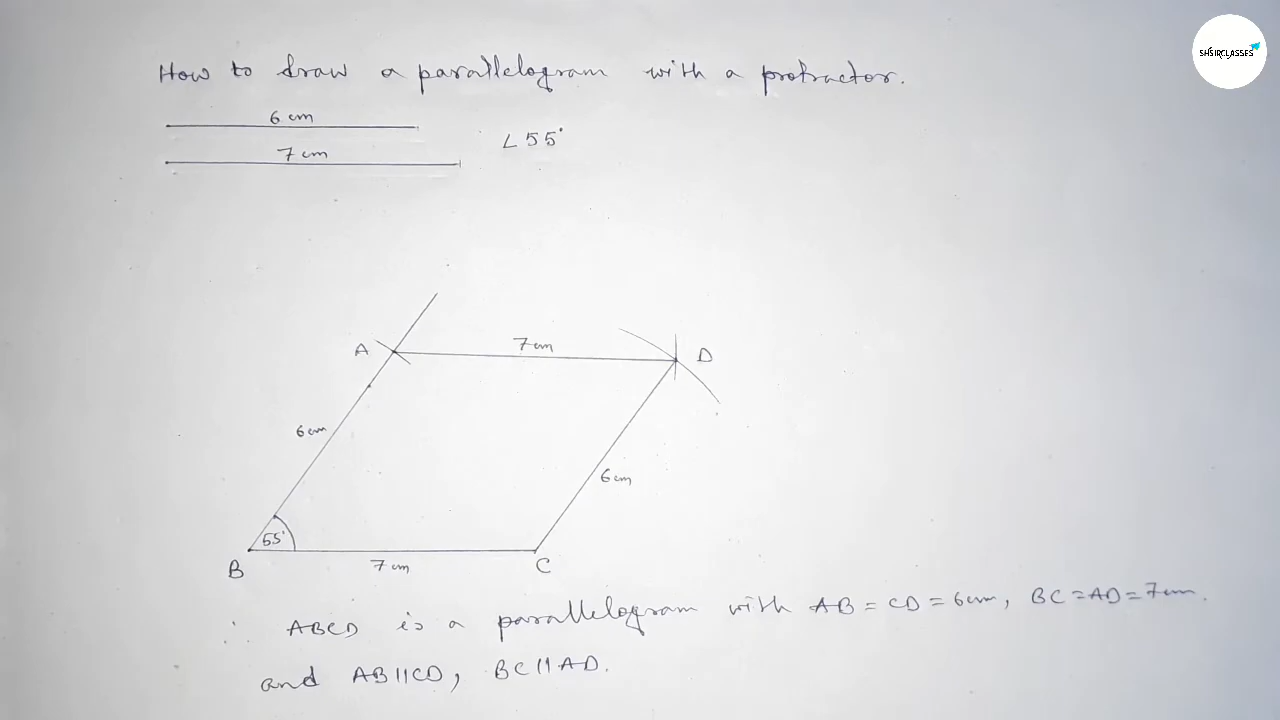 SHSIRCLASSES
How to draw a parallelogram with a protractor.
6 cm
∠55°
7 cm
A
7 cm
D
6 cm
6 cm
55°
B
7 cm
C
∴ ABCD is a parallelogram with AB = CD = 6cm, BC = AD = 7cm.
and AB||CD, BC||AD.